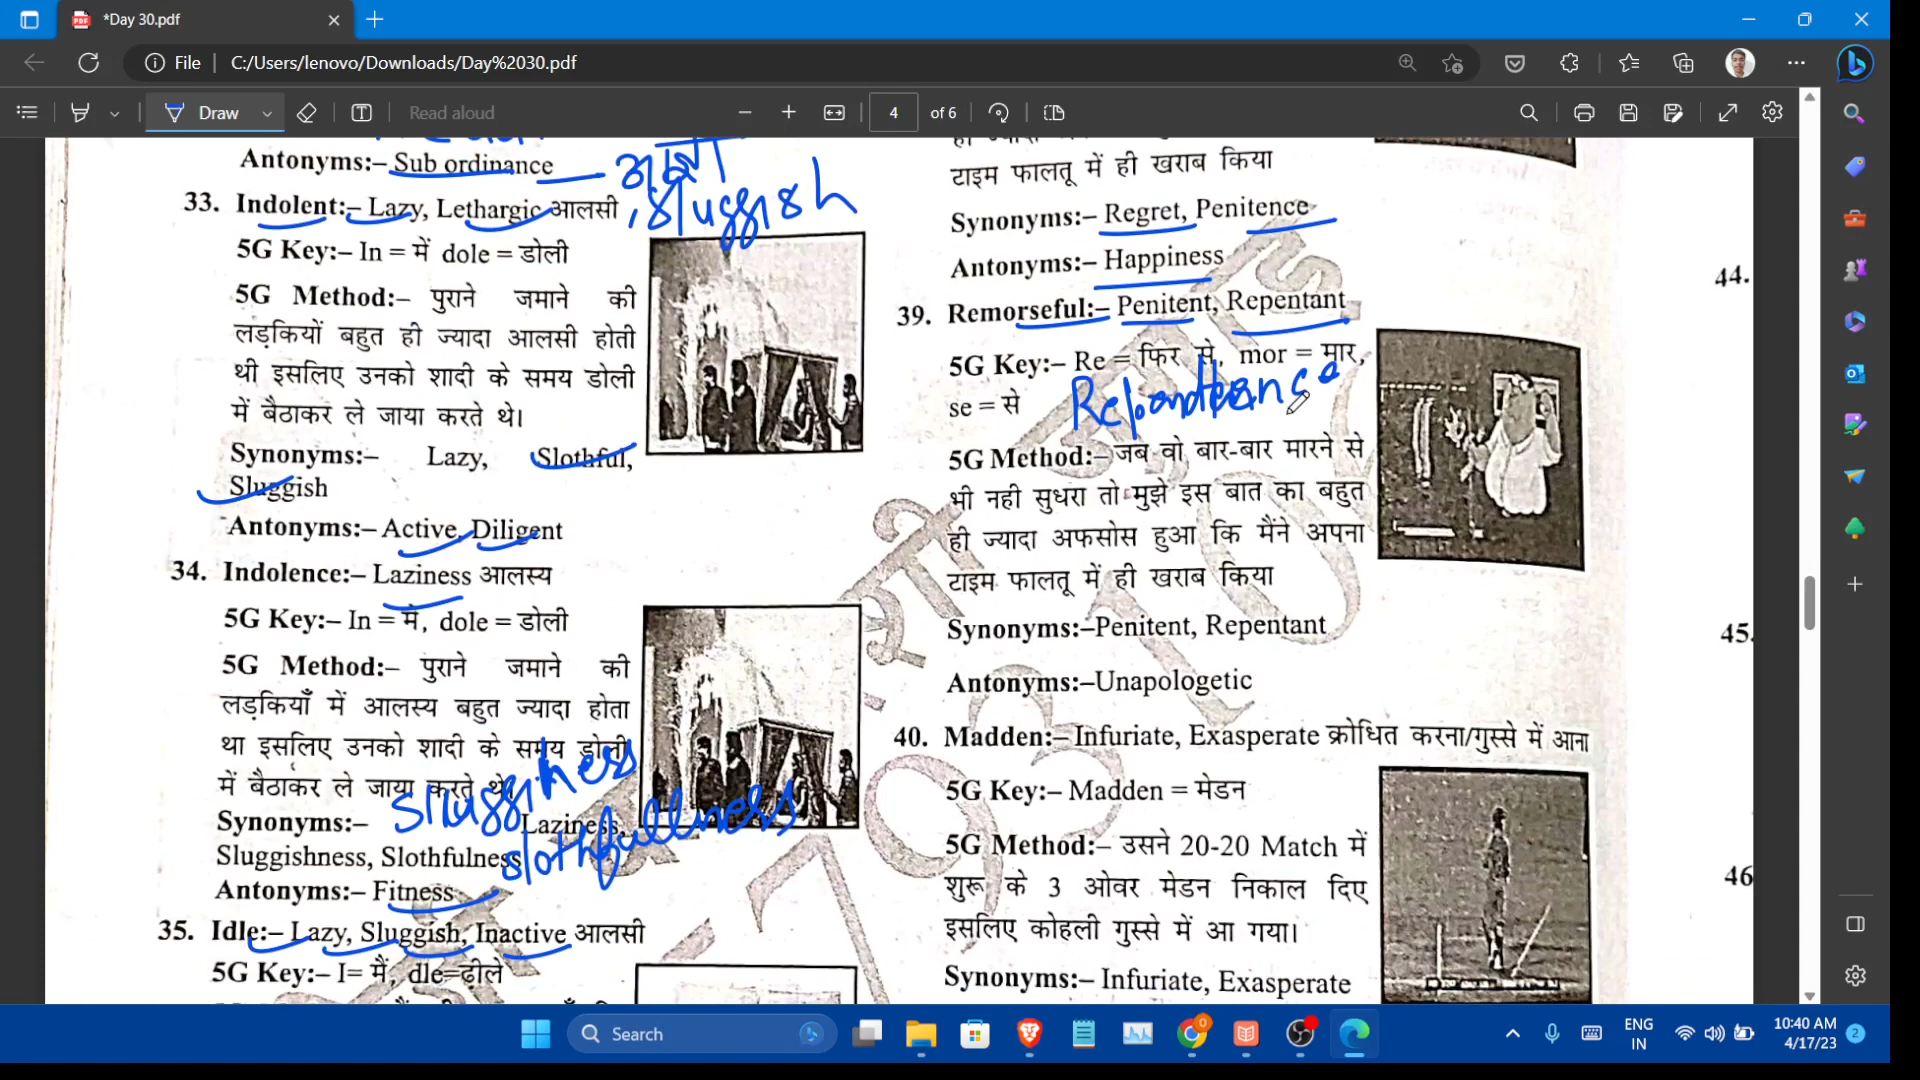 *Day 30.pdf
File
C:/Users/lenovo/Downloads/Day%2030.pdf
Draw
Read aloud
4
of 6
Antonyms:– Sub ordinance
33. Indolent:– Lazy, Lethargic आलसी
, Sluggish
5G Key:– In = में dole = डोली
5G Method:– पुराने जमाने की
लड़कियों बहुत ही ज्यादा आलसी होती
थी इसलिए उनको शादी के समय डोली
में बैठाकर ले जाया करते थे।
Synonyms:– Lazy, Slothful,
Sluggish
Antonyms:– Active, Diligent
34. Indolence:– Laziness आलस्य
5G Key:– In = मे, dole = डोली
5G Method:– पुराने जमाने की
लड़कियाँ में आलस्य बहुत ज्यादा होता
था इसलिए उनको शादी के समय डोली
में बैठाकर ले जाया करते थे
Synonyms:– Laziness,
Sluggishness, Slothfulness
slothfullness
Antonyms:– Fitness
35. Idle:– Lazy, Sluggish, Inactive आलसी
5G Key:– I= मैं, dle=ढ़ीले
टाइम फालतू में ही खराब किया
Synonyms:– Regret, Penitence
Antonyms:– Happiness
39. Remorseful:– Penitent, Repentant
5G Key:– Re = फिर से, mor = मार,
se = से
5G Method:– जब वो बार-बार मारने से
भी नही सुधरा तो मुझे इस बात का बहुत
ही ज्यादा अफसोस हुआ कि मैंने अपना
टाइम फालतू में ही खराब किया
Synonyms:–Penitent, Repentant
Antonyms:–Unapologetic
40. Madden:– Infuriate, Exasperate क्रोधित करना/गुस्से में आना
5G Key:– Madden = मेडन
5G Method:– उसने 20-20 Match में
शुरू के 3 ओवर मेडन निकाल दिए
इसलिए कोहली गुस्से में आ गया।
Synonyms:– Infuriate, Exasperate
44.
45.
46
Search
ENG
IN
10:40 AM
4/17/23
2